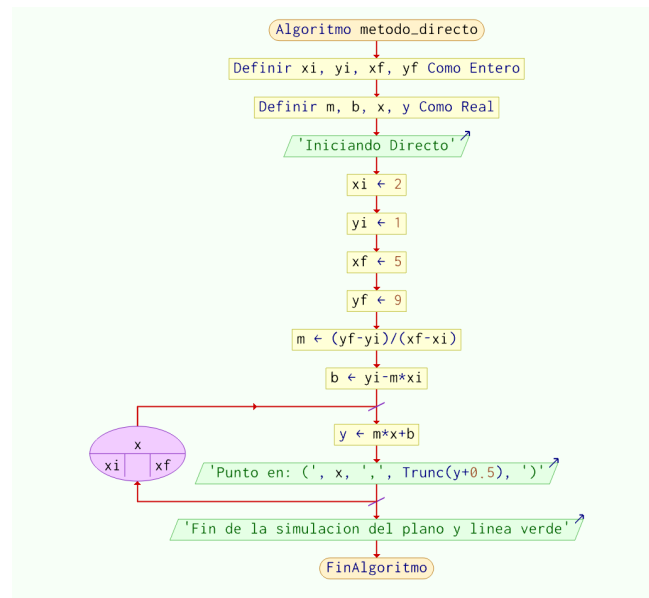 Algoritmo metodo_directo
Definir xi, yi, xf, yf Como Entero
Definir m, b, x, y Como Real
'Iniciando Directo'
xi ← 2
yi ← 1
xf ← 5
yf ← 9
m ← (yf-yi)/(xf-xi)
b ← yi-m*xi
x
xi xf
y ← m*x+b
'Punto en: (', x, ',', Trunc(y+0.5), ')'
'Fin de la simulacion del plano y linea verde'
FinAlgoritmo